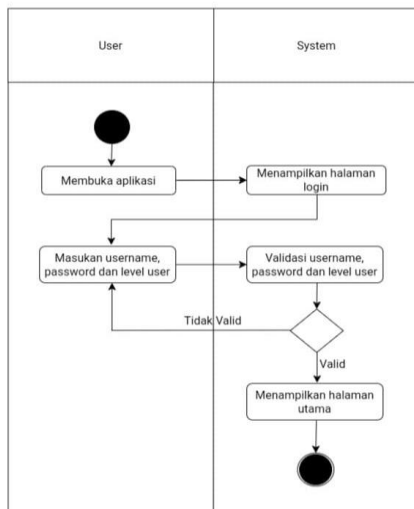 User
System
Membuka aplikasi
Menampilkan halaman
login
Masukan username,
password dan level user
Validasi username,
password dan level user
Tidak Valid
Valid
Menampilkan halaman
utama